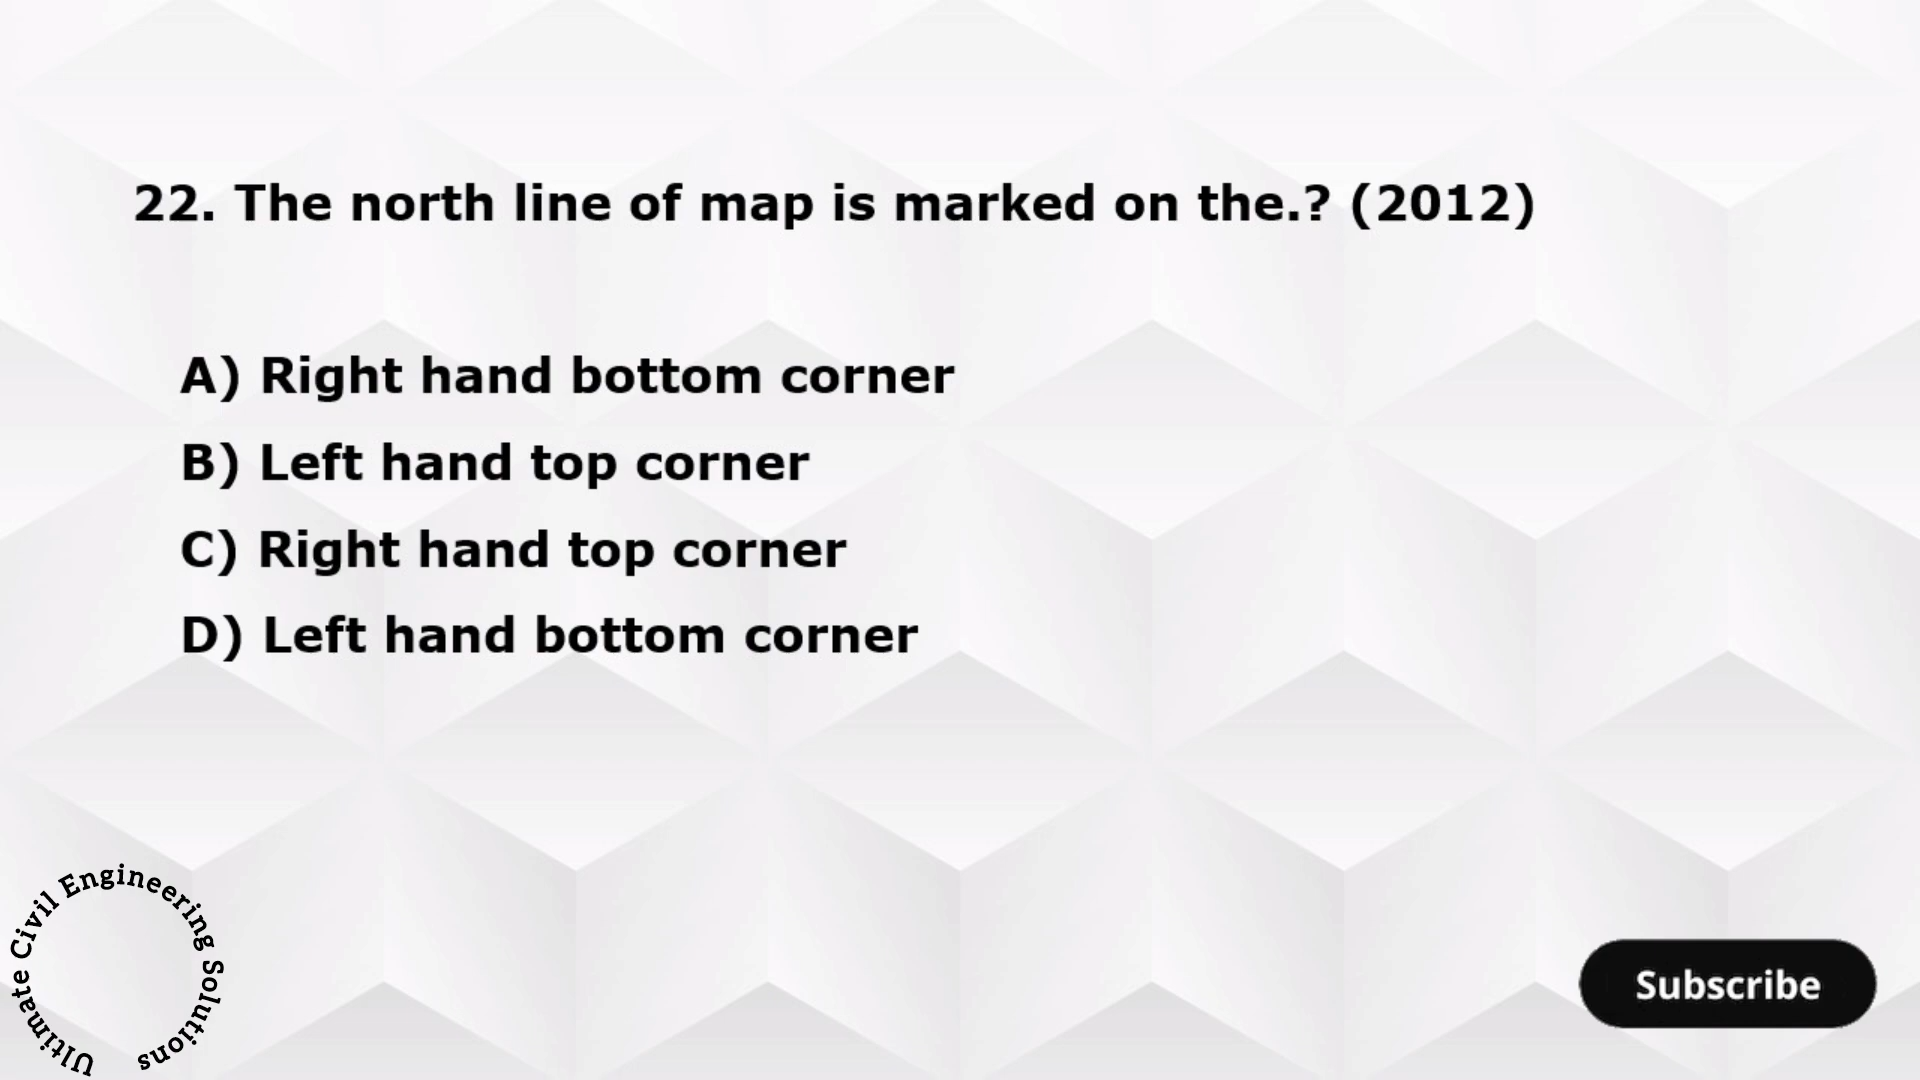 22. The north line of map is marked on the.? (2012)
A) Right hand bottom corner
B) Left hand top corner
C) Right hand top corner
D) Left hand bottom corner
Ultimate Civil Engineering Solutions
Subscribe